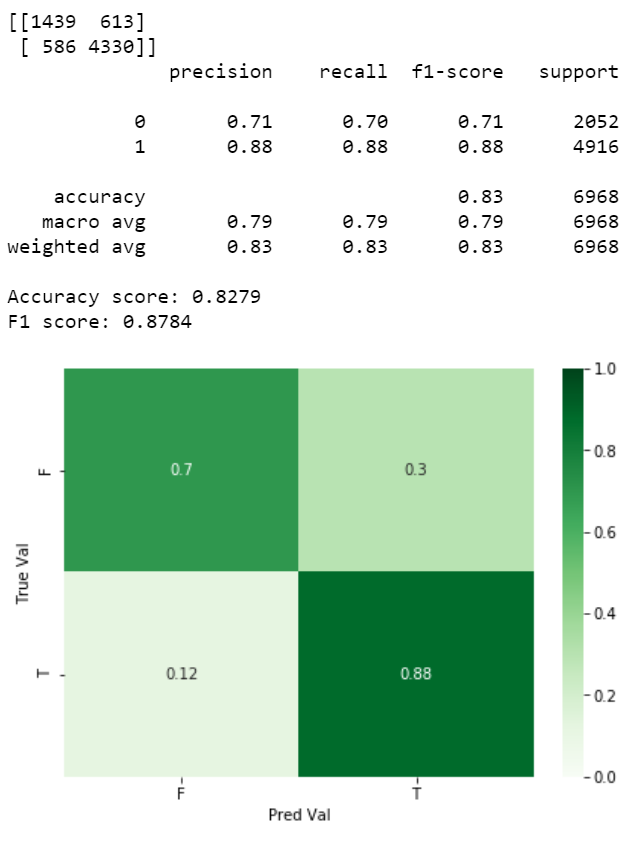 [[1439  613]
 [ 586 4330]]
              precision    recall  f1-score   support

           0       0.71      0.70      0.71      2052
           1       0.88      0.88      0.88      4916

    accuracy                           0.83      6968
   macro avg       0.79      0.79      0.79      6968
weighted avg       0.83      0.83      0.83      6968

Accuracy score: 0.8279
F1 score: 0.8784
1.0
F
0.7
0.3
0.8
0.6
True Val
0.4
T
0.12
0.88
0.2
0.0
F
T
Pred Val